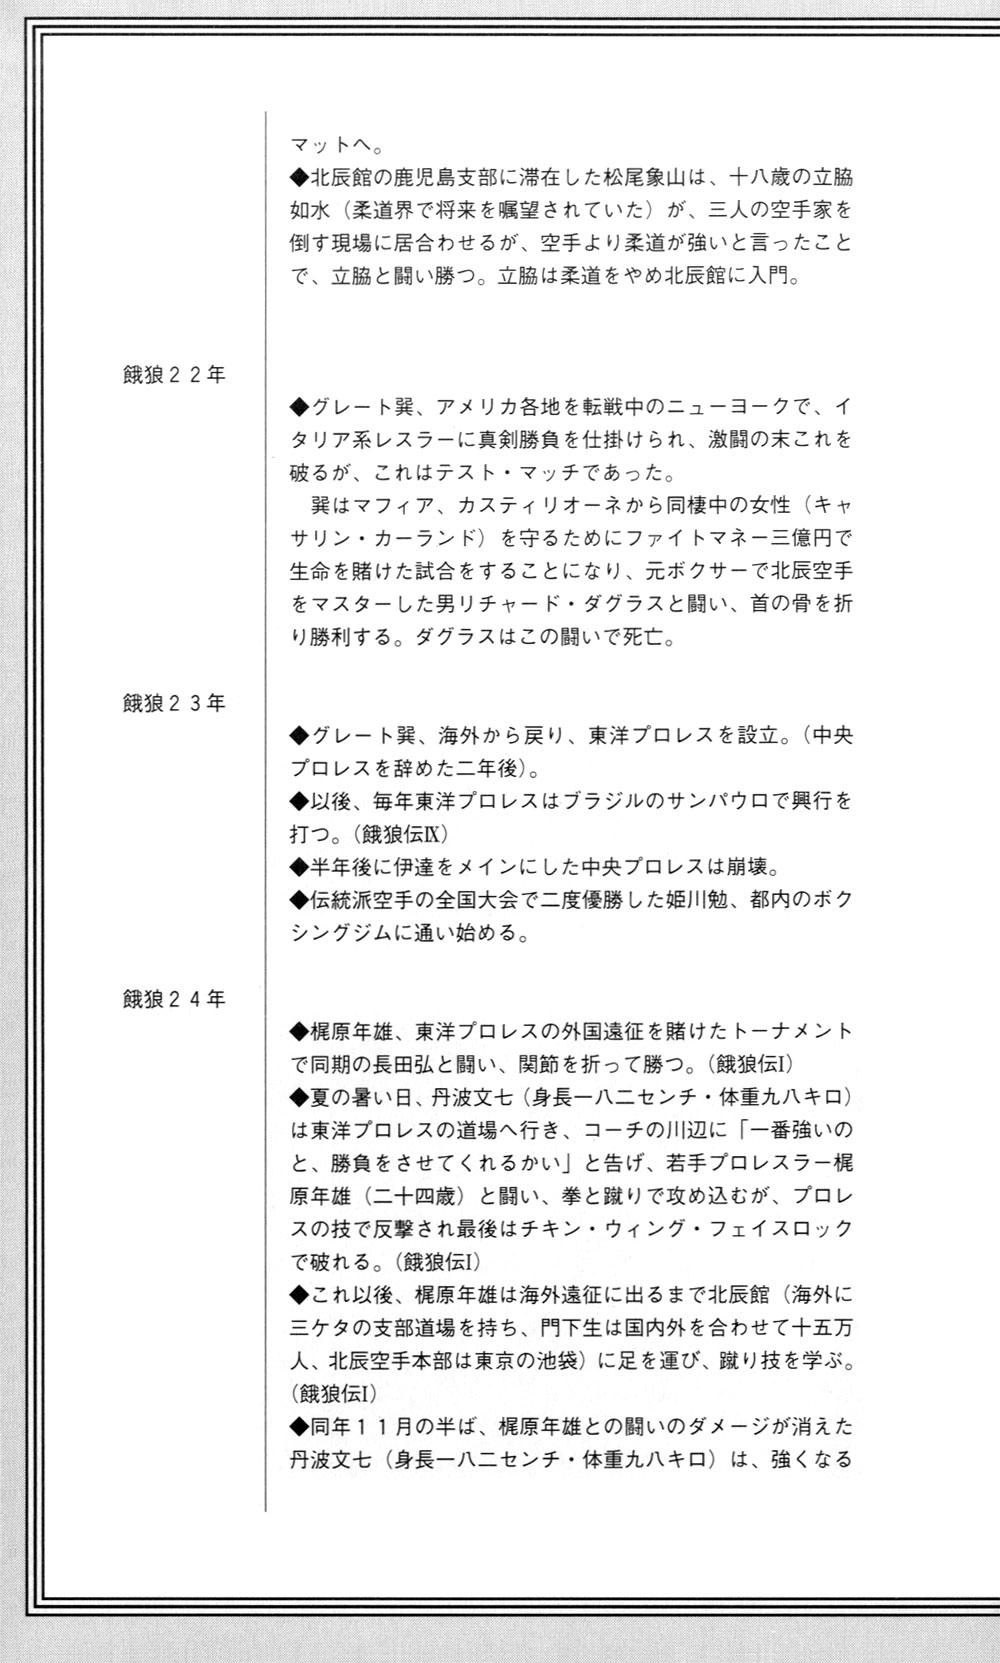 マットへ。
◆北辰館の鹿児島支部に滞在した松尾象山は、十八歳の立脇
如水（柔道界で将来を嘱望されていた）が、三人の空手家を
倒す現場に居合わせるが、空手より柔道が強いと言ったこと
で、立脇と闘い勝つ。立脇は柔道をやめ北辰館に入門。
餓狼２２年
◆グレート巽、アメリカ各地を転戦中のニューヨークで、イ
タリア系レスラーに真剣勝負を仕掛けられ、激闘の末これを
破るが、これはテスト・マッチであった。
　巽はマフィア、カスティリオーネから同棲中の女性（キャ
サリン・カーランド）を守るためにファイトマネー三億円で
生命を賭けた試合をすることになり、元ボクサーで北辰空手
をマスターした男リチャード・ダグラスと闘い、首の骨を折
り勝利する。ダグラスはこの闘いで死亡。
餓狼２３年
◆グレート巽、海外から戻り、東洋プロレスを設立。（中央
プロレスを辞めた二年後）。
◆以後、毎年東洋プロレスはブラジルのサンパウロで興行を
打つ。（餓狼伝Ⅸ）
◆半年後に伊達をメインにした中央プロレスは崩壊。
◆伝統派空手の全国大会で二度優勝した姫川勉、都内のボク
シングジムに通い始める。
餓狼２４年
◆梶原年雄、東洋プロレスの外国遠征を賭けたトーナメント
で同期の長田弘と闘い、関節を折って勝つ。（餓狼伝Ⅰ）
◆夏の暑い日、丹波文七（身長一八二センチ・体重九八キロ）
は東洋プロレスの道場へ行き、コーチの川辺に「一番強いの
と、勝負をさせてくれるかい」と告げ、若手プロレスラー梶
原年雄（二十四歳）と闘い、拳と蹴りで攻め込むが、プロレ
スの技で反撃され最後はチキン・ウィング・フェイスロック
で破れる。（餓狼伝Ⅰ）
◆これ以後、梶原年雄は海外遠征に出るまで北辰館（海外に
三ケタの支部道場を持ち、門下生は国内外を合わせて十五万
人、北辰空手本部は東京の池袋）に足を運び、蹴り技を学ぶ。
（餓狼伝Ⅰ）
◆同年１１月の半ば、梶原年雄との闘いのダメージが消えた
丹波文七（身長一八二センチ・体重九八キロ）は、強くなる